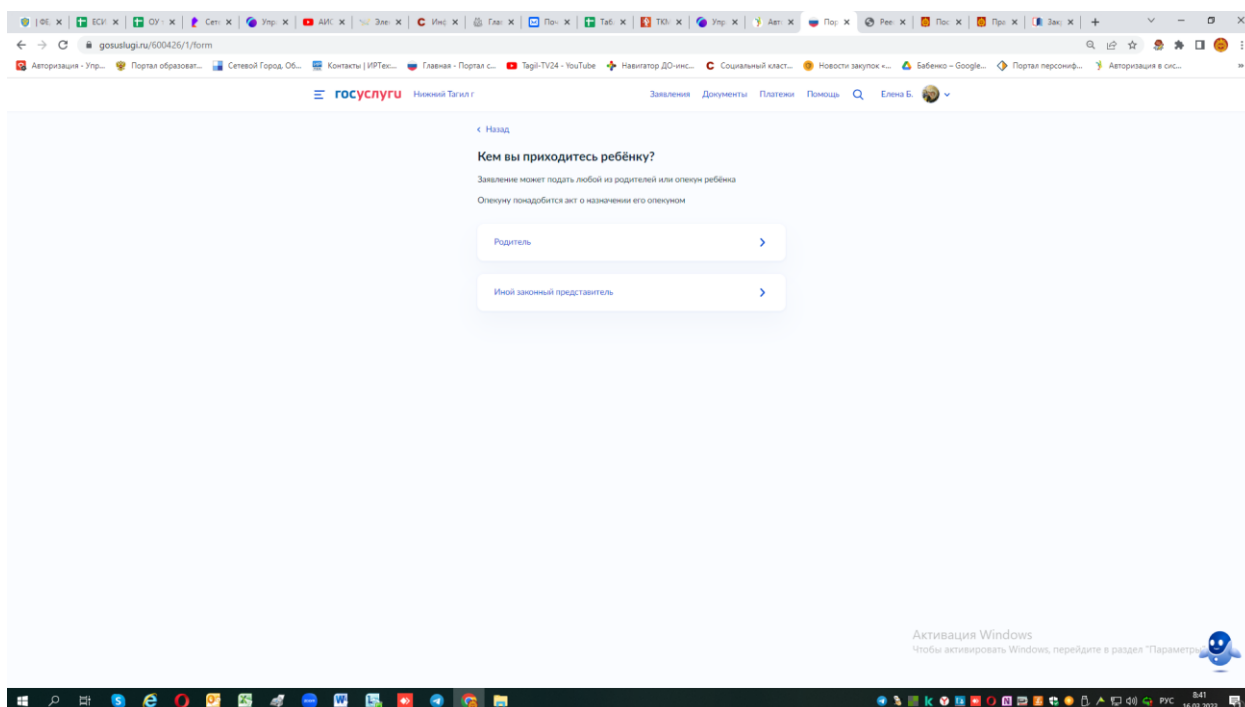 gosuslugi.ru/600426/1/form
Авторизация - Упр... Портал образоват... Сетевой Город. Об... Контакты | ИРТех... Главная - Портал с... Tagil-TV24 - YouTube Навигатор ДО-инс... Социальный класт... Новости закупок «... Бабенко – Google... Портал персониф... Авторизация в сис...
госуслуги Нижний Тагил г Заявления Документы Платежи Помощь Елена Б.
Назад
Кем вы приходитесь ребёнку?
Заявление может подать любой из родителей или опекун ребёнка
Опекуну понадобится акт о назначении его опекуном
Родитель
Иной законный представитель
Активация Windows
Чтобы активировать Windows, перейдите в раздел "Параметры
РУС
8:41
16.03.2023